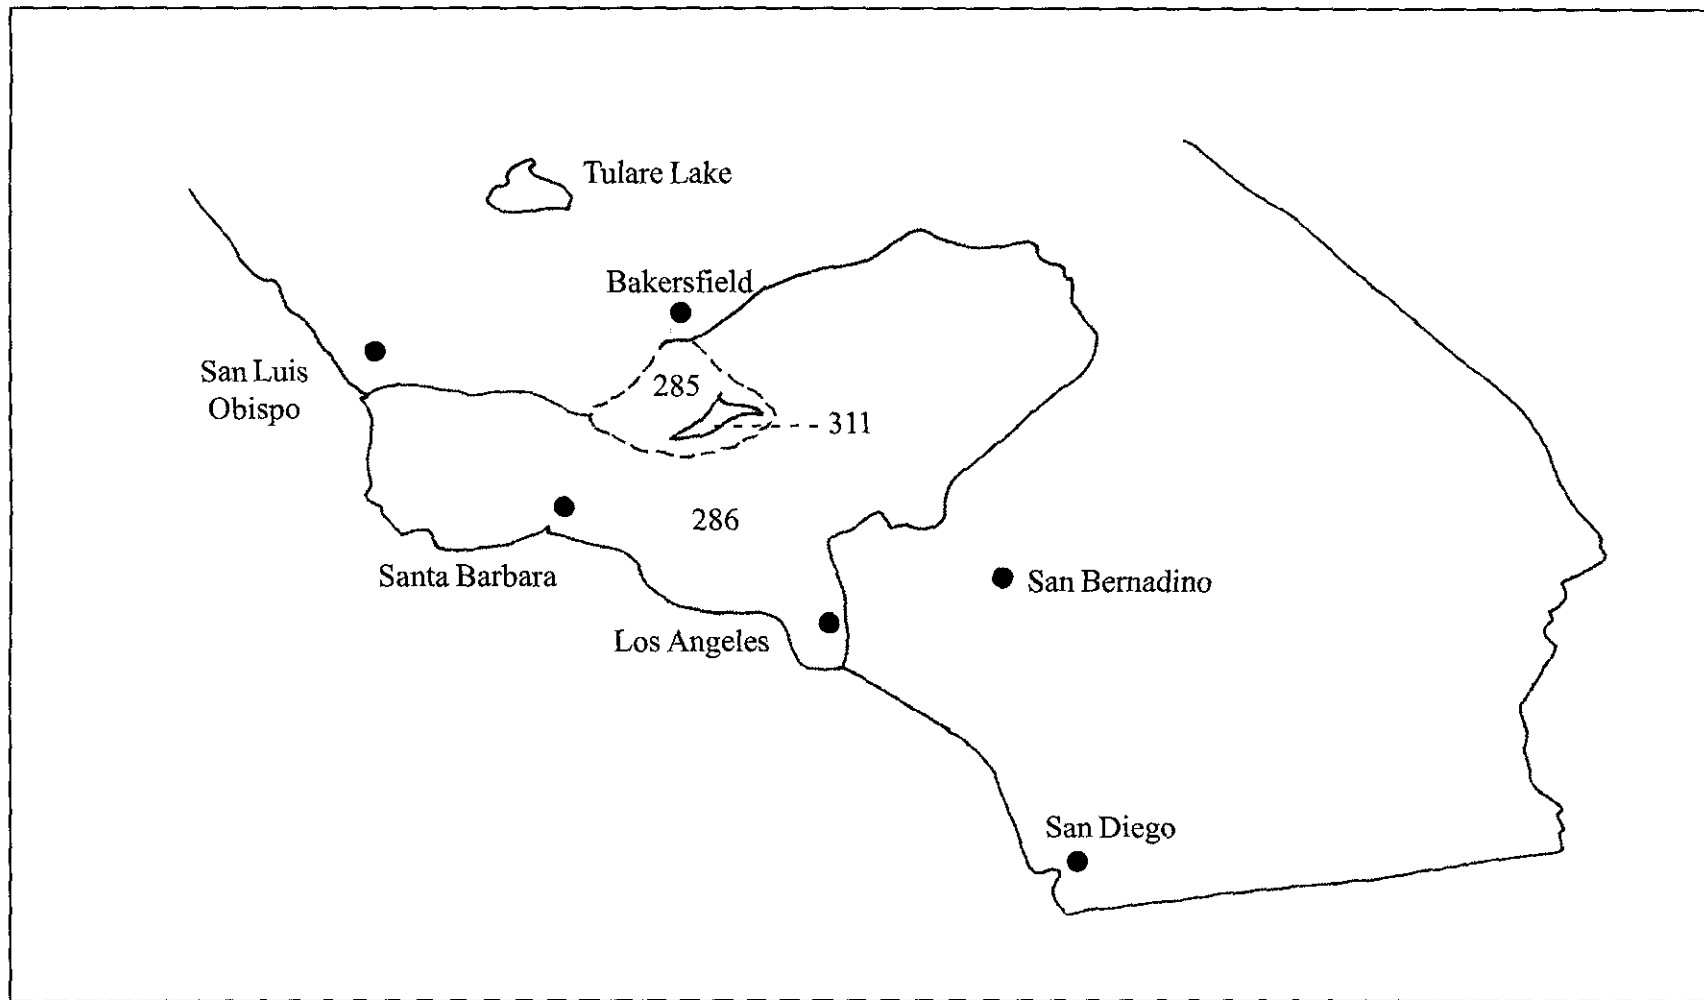 Tulare Lake
Bakersfield
San Luis
Obispo
285
311
286
Santa Barbara
San Bernadino
Los Angeles
San Diego